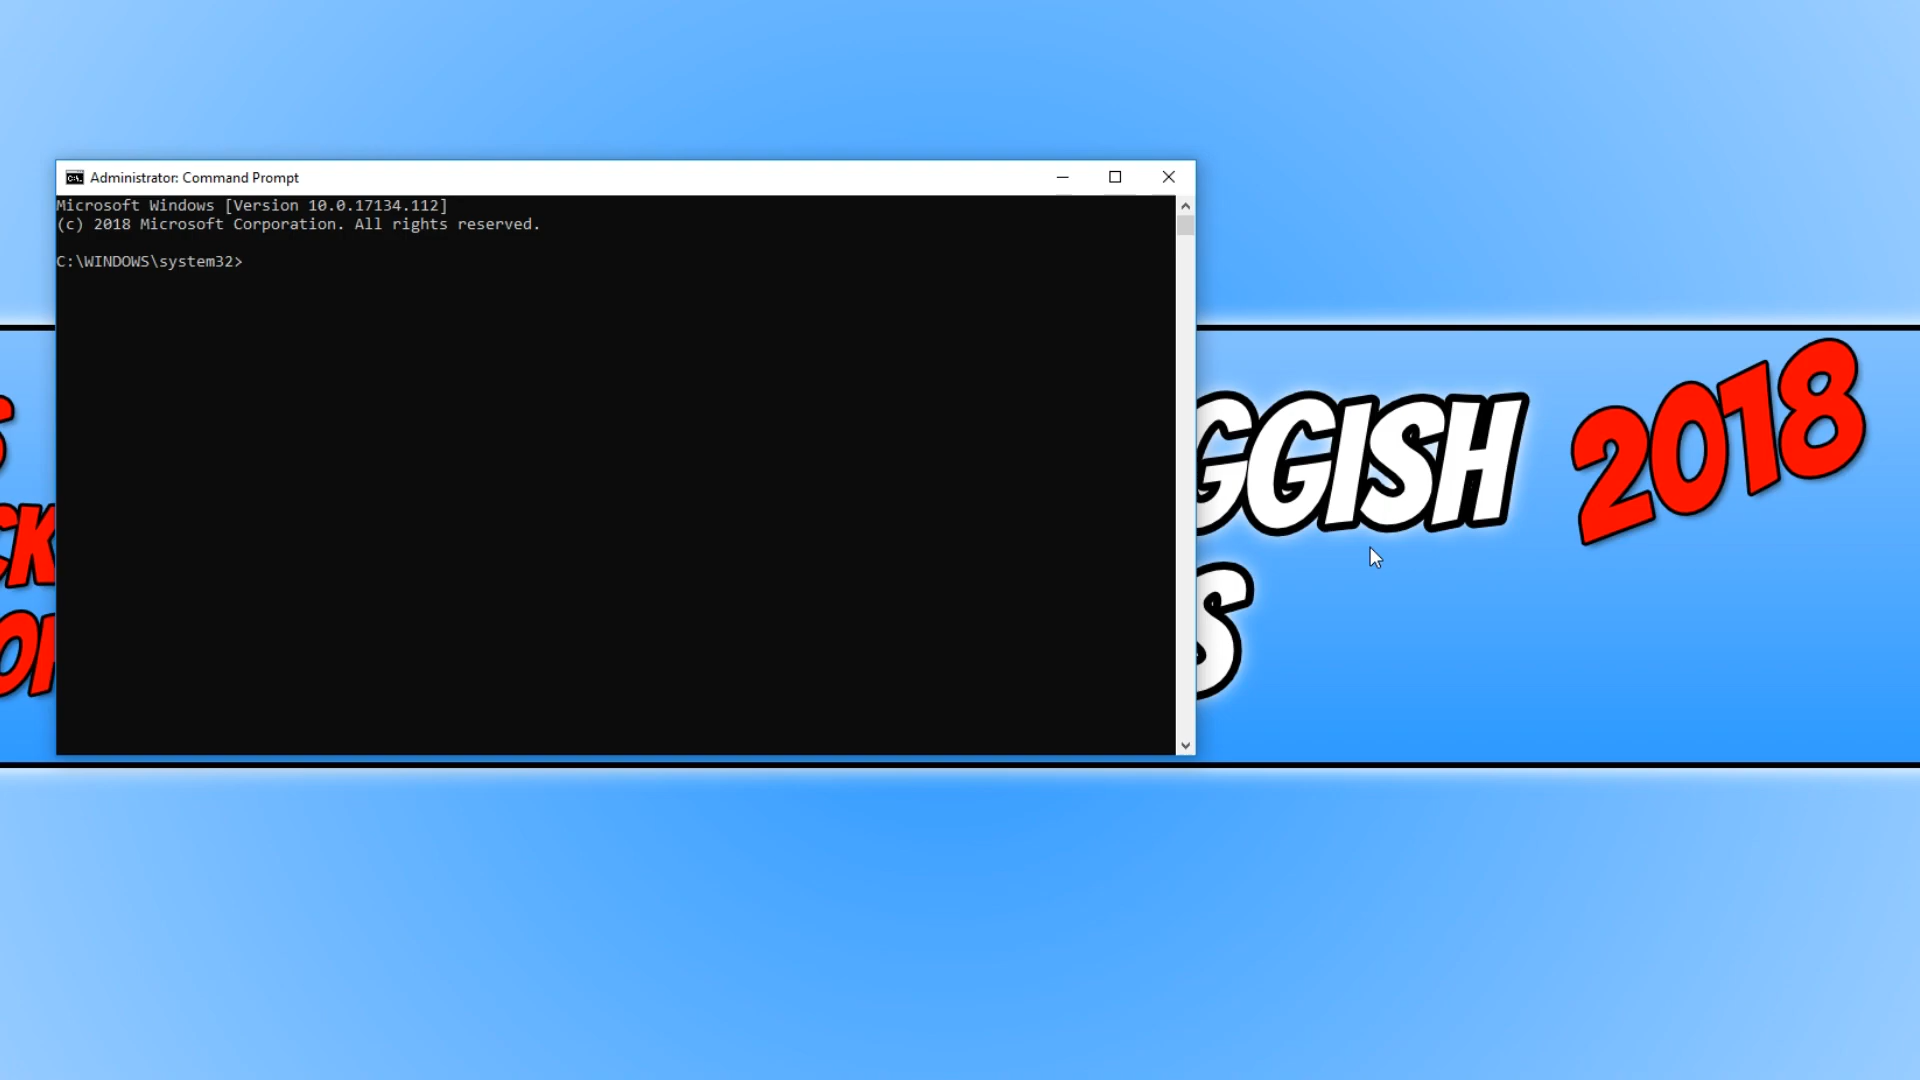 Administrator: Command Prompt
Microsoft Windows [Version 10.0.17134.112]
(c) 2018 Microsoft Corporation. All rights reserved.
C:\WINDOWS\system32>
GGISH 2018